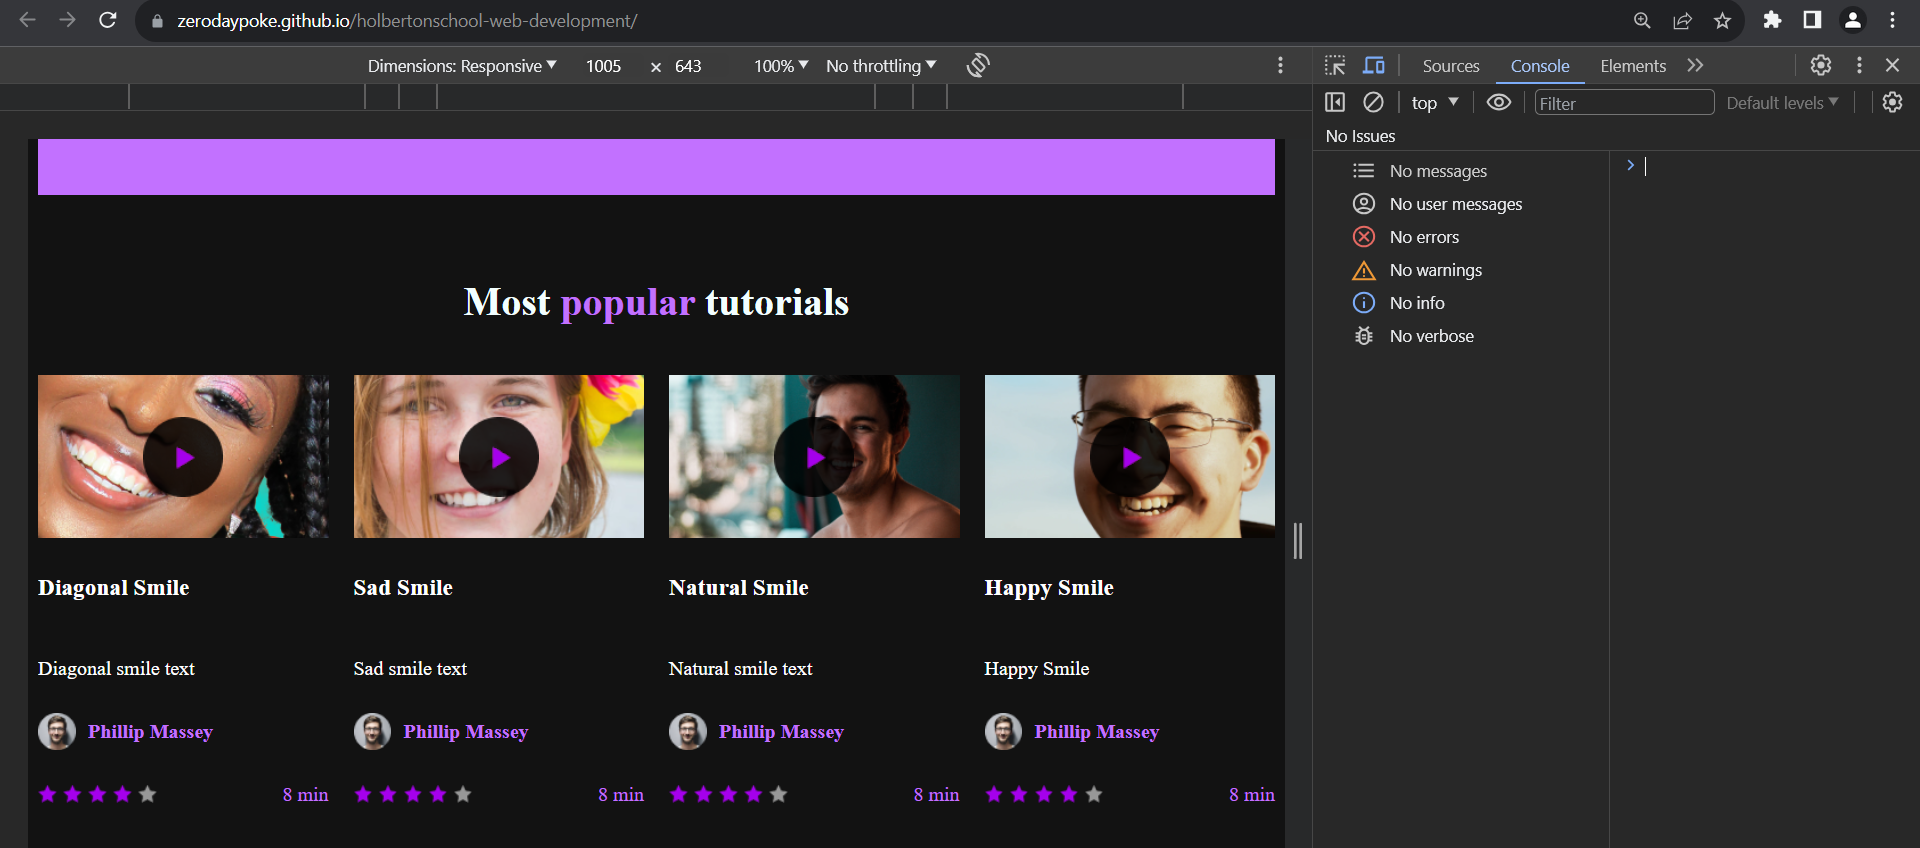 zerodaypoke.github.io/holbertonschool-web-development/
Dimensions: Responsive 1005 × 643 100% No throttling
Sources Console Elements
top Filter Default levels
No Issues
No messages
No user messages
No errors
No warnings
No info
No verbose
Most popular tutorials
Diagonal Smile Sad Smile Natural Smile Happy Smile
Diagonal smile text Sad smile text Natural smile text Happy Smile
Phillip Massey Phillip Massey Phillip Massey Phillip Massey
8 min 8 min 8 min 8 min